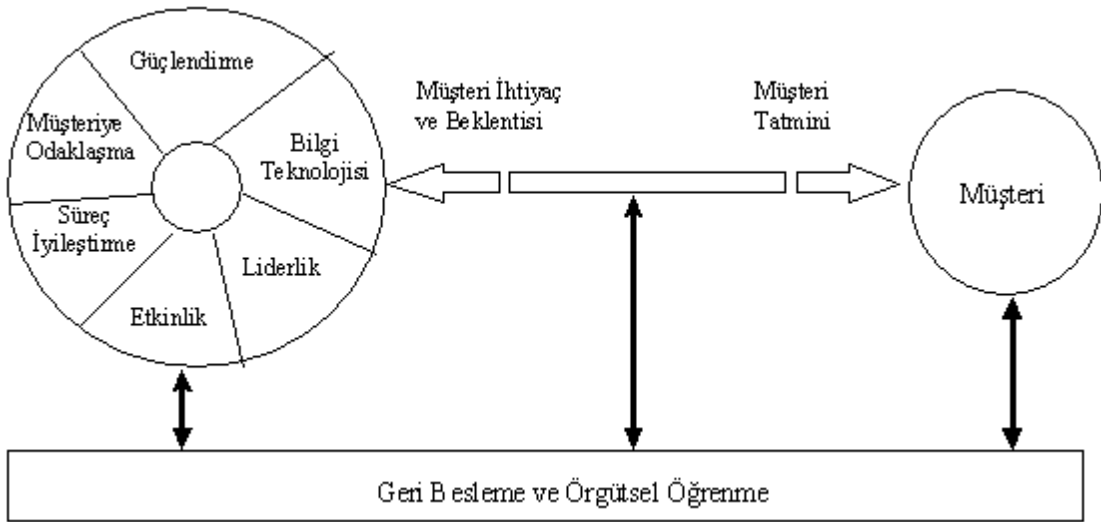 Güçlendirme
Müşteriye
Odaklaşma
Bilgi
Teknolojisi
Süreç
İyileştirme
Liderlik
Etkinlik
Müşteri İhtiyaç
ve Beklentisi
Müşteri
Tatmini
Müşteri
Geri Besleme ve Örgütsel Öğrenme